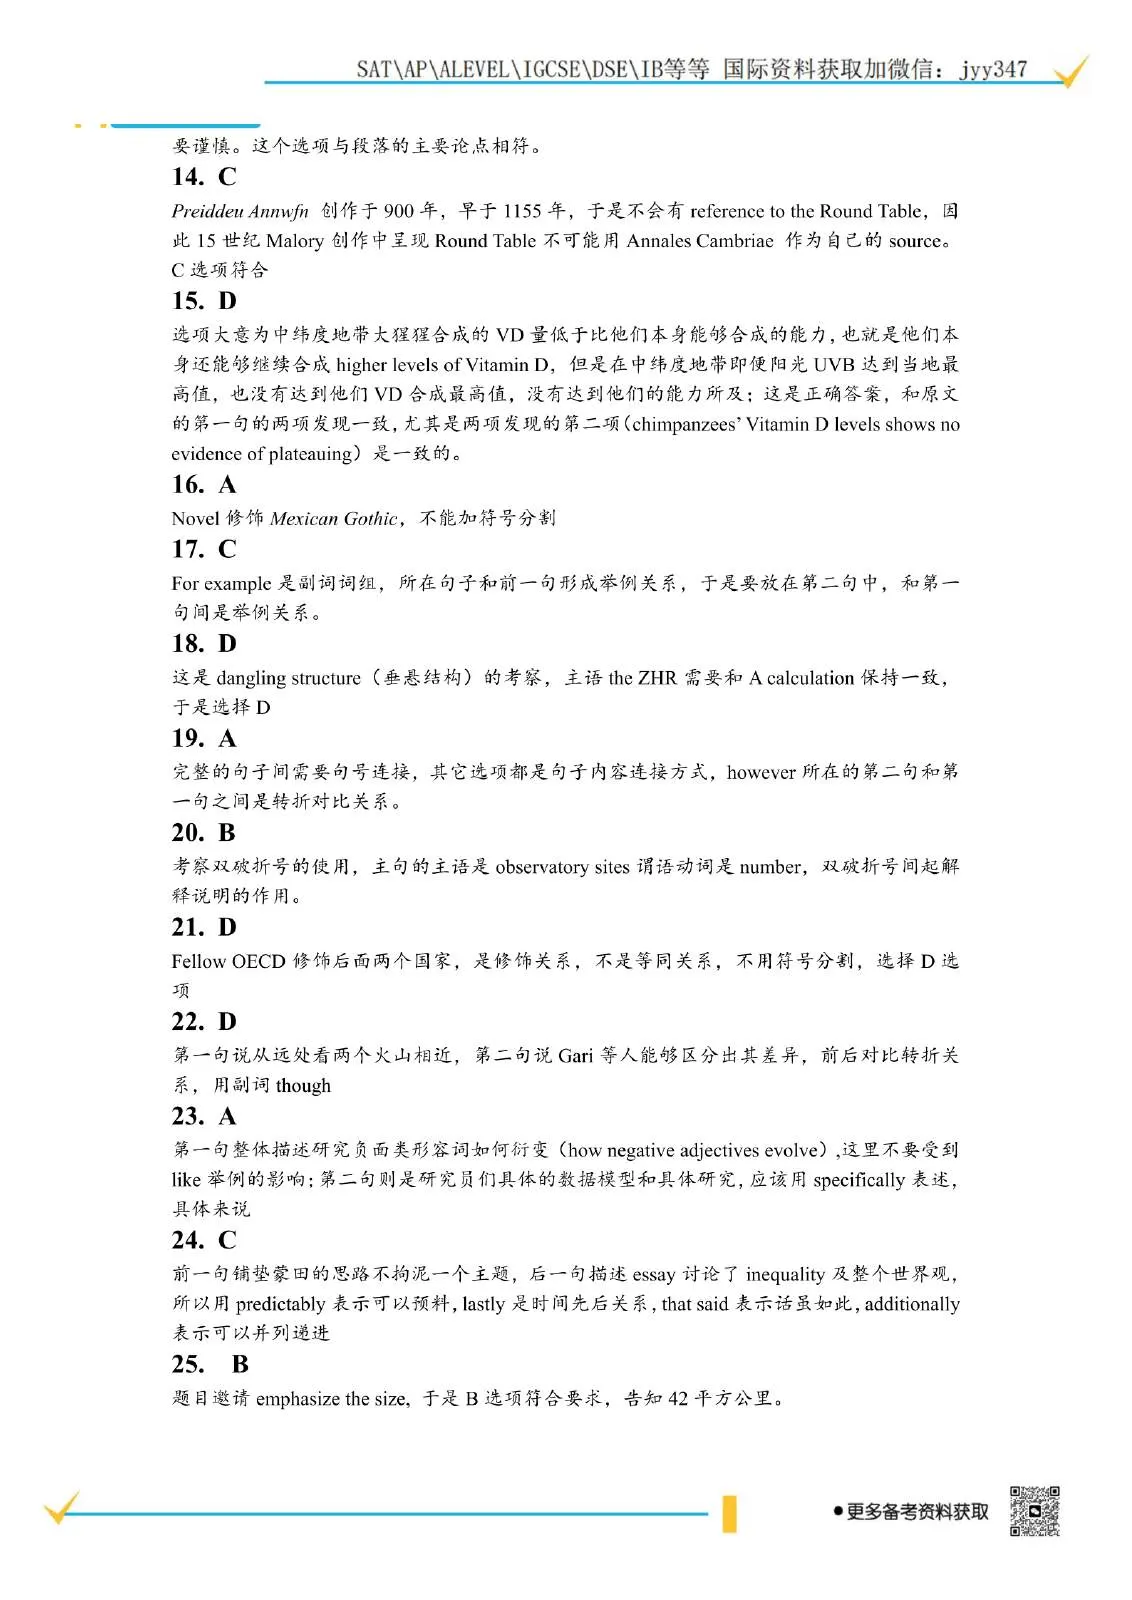 SAT\AP\ALEVEL\IGCSE\DSE\IB等等 国际资料获取加微信：jyy347
要谨慎。这个选项与段落的主要论点相符。
14. C
Preiddeu Annwfn 创作于 900 年，早于 1155 年，于是不会有 reference to the Round Table，因
此 15 世纪 Malory 创作中呈现 Round Table 不可能用 Annales Cambriae 作为自己的 source。
C 选项符合
15. D
选项大意为中纬度地带大猩猩合成的 VD 量低于比他们本身能够合成的能力，也就是他们本
身还能够继续合成 higher levels of Vitamin D，但是在中纬度地带即便阳光 UVB 达到当地最
高值，也没有达到他们 VD 合成最高值，没有达到他们的能力所及；这是正确答案，和原文
的第一句的两项发现一致，尤其是两项发现的第二项（chimpanzees’ Vitamin D levels shows no
evidence of plateauing）是一致的。
16. A
Novel 修饰 Mexican Gothic，不能加符号分割
17. C
For example 是副词词组，所在句子和前一句形成举例关系，于是要放在第二句中，和第一
句间是举例关系。
18. D
这是 dangling structure（垂悬结构）的考察，主语 the ZHR 需要和 A calculation 保持一致，
于是选择 D
19. A
完整的句子间需要句号连接，其它选项都是句子内容连接方式，however 所在的第二句和第
一句之间是转折对比关系。
20. B
考察双破折号的使用，主句的主语是 observatory sites 谓语动词是 number，双破折号间起解
释说明的作用。
21. D
Fellow OECD 修饰后面两个国家，是修饰关系，不是等同关系，不用符号分割，选择 D 选
项
22. D
第一句说从远处看两个火山相近，第二句说 Gari 等人能够区分出其差异，前后对比转折关
系，用副词 though
23. A
第一句整体描述研究负面类形容词如何衍变（how negative adjectives evolve）,这里不要受到
like 举例的影响；第二句则是研究员们具体的数据模型和具体研究，应该用 specifically 表述，
具体来说
24. C
前一句铺垫蒙田的思路不拘泥一个主题，后一句描述 essay 讨论了 inequality 及整个世界观，
所以用 predictably 表示可以预料，lastly 是时间先后关系，that said 表示话虽如此，additionally
表示可以并列递进
25. B
题目邀请 emphasize the size, 于是 B 选项符合要求，告知 42 平方公里。
●更多备考资料获取